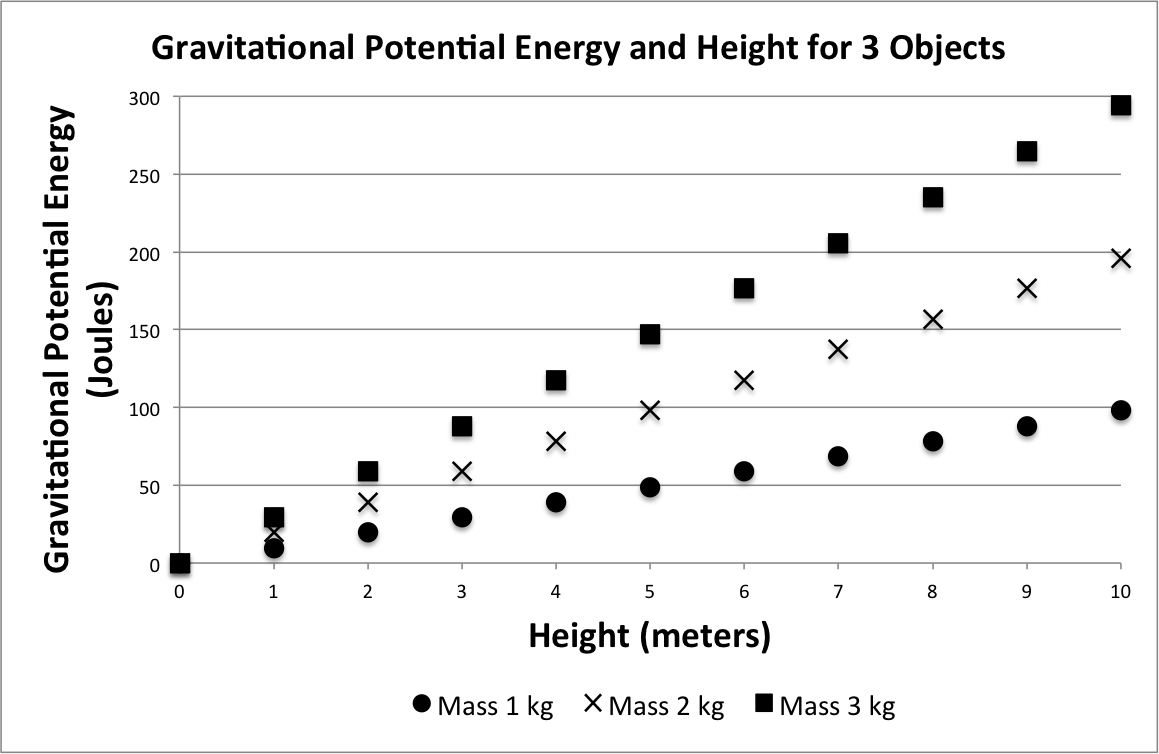 Gravitational Potential Energy and Height for 3 Objects
Gravitational Potential Energy
(Joules)
300
250
200
150
100
50
0
0 1 2 3 4 5 6 7 8 9 10
Height (meters)
Mass 1 kg Mass 2 kg Mass 3 kg